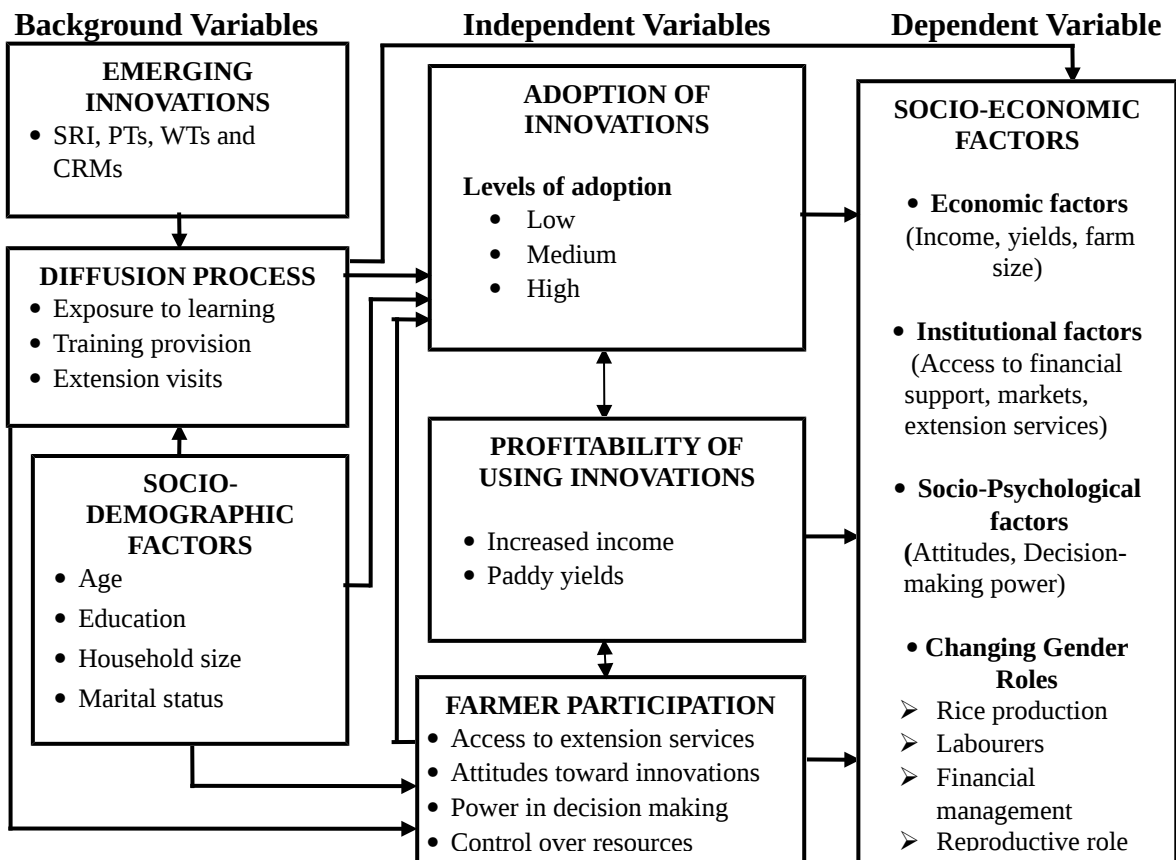 Background Variables
Independent Variables
Dependent Variable
EMERGING
INNOVATIONS
• SRI, PTs, WTs and
CRMs
DIFFUSION PROCESS
• Exposure to learning
• Training provision
• Extension visits
SOCIO-
DEMOGRAPHIC
FACTORS
• Age
• Education
• Household size
• Marital status
ADOPTION OF
INNOVATIONS
Levels of adoption
• Low
• Medium
• High
PROFITABILITY OF
USING INNOVATIONS
• Increased income
• Paddy yields
FARMER PARTICIPATION
• Access to extension services
• Attitudes toward innovations
• Power in decision making
• Control over resources
SOCIO-ECONOMIC
FACTORS
• Economic factors
(Income, yields, farm
size)
• Institutional factors
(Access to financial
support, markets,
extension services)
• Socio-Psychological
factors
(Attitudes, Decision-
making power)
• Changing Gender
Roles
➢ Rice production
➢ Labourers
➢ Financial
management
➢ Reproductive role